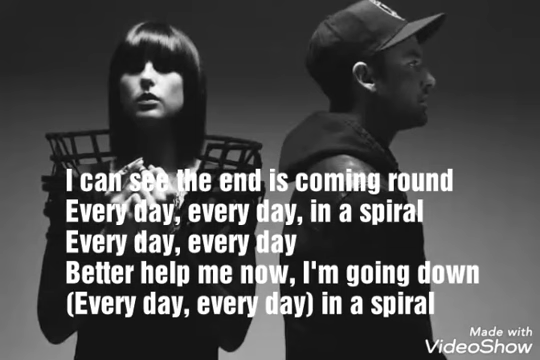 I can see the end is coming round
Every day, every day, in a spiral
Every day, every day
Better help me now, I'm going down
(Every day, every day) in a spiral
Made with
VideoShow